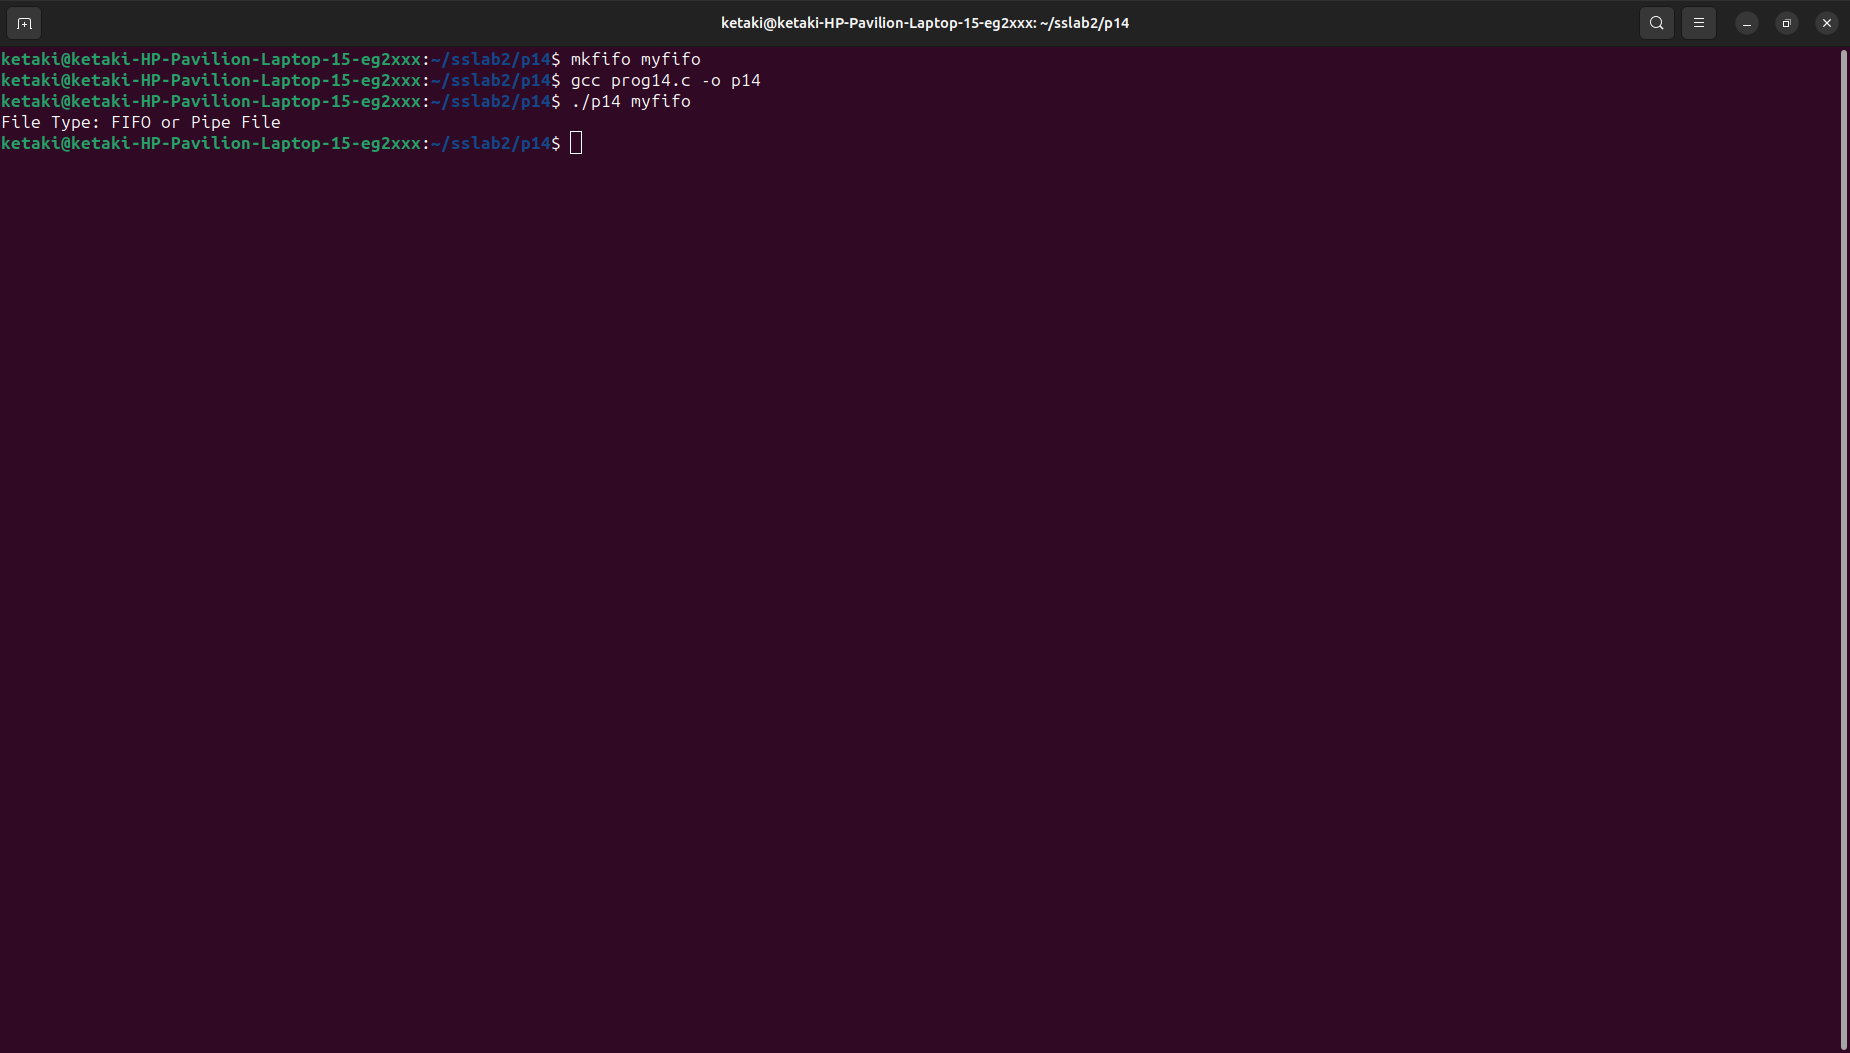 ketaki@ketaki-HP-Pavilion-Laptop-15-eg2xxx: ~/sslab2/p14
ketaki@ketaki-HP-Pavilion-Laptop-15-eg2xxx:~/sslab2/p14$ mkfifo myfifo
ketaki@ketaki-HP-Pavilion-Laptop-15-eg2xxx:~/sslab2/p14$ gcc prog14.c -o p14
ketaki@ketaki-HP-Pavilion-Laptop-15-eg2xxx:~/sslab2/p14$ ./p14 myfifo
File Type: FIFO or Pipe File
ketaki@ketaki-HP-Pavilion-Laptop-15-eg2xxx:~/sslab2/p14$